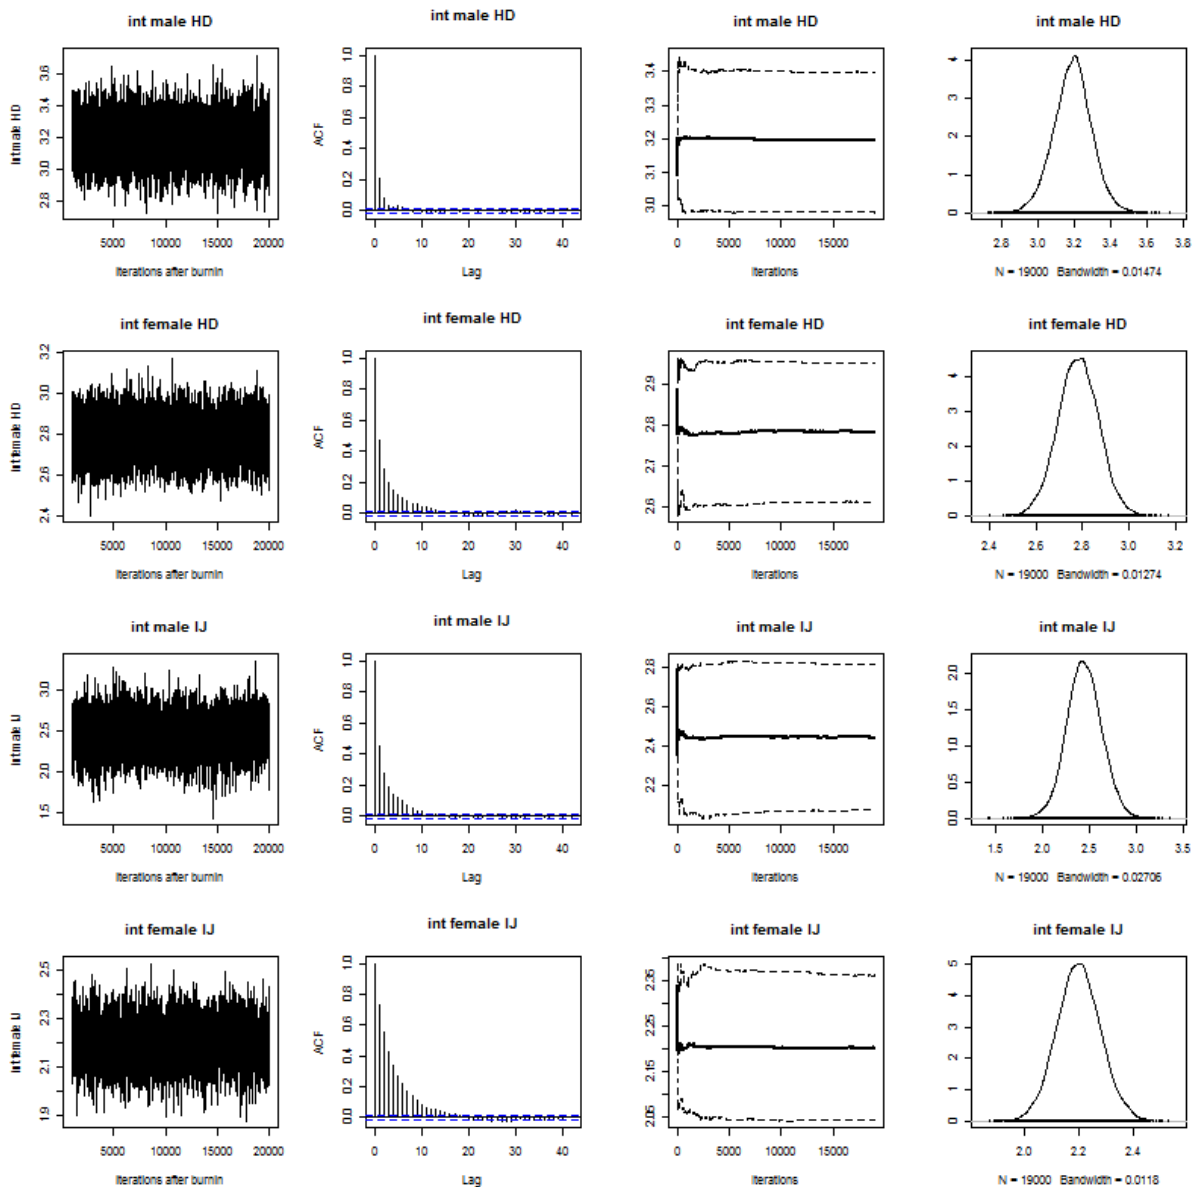 int male HD
int male HD
int male HD
int male HD
int male HD
2.8 3.0 3.2 3.4 3.6
5000 10000 15000 20000
Iterations after burnin
ACF
0.0 0.2 0.4 0.6 0.8 1.0
0 10 20 30 40
Lag
3.0 3.1 3.2 3.3 3.4
0 5000 10000 15000
Iterations
0 1 2 3 4
2.8 3.0 3.2 3.4 3.6 3.8
N = 19000 Bandwidth = 0.01474
int female HD
int female HD
int female HD
int female HD
int female HD
2.4 2.6 2.8 3.0 3.2
5000 10000 15000 20000
Iterations after burnin
ACF
0.0 0.2 0.4 0.6 0.8 1.0
0 10 20 30 40
Lag
2.6 2.7 2.8 2.9
0 5000 10000 15000
Iterations
0 1 2 3 4
2.4 2.6 2.8 3.0 3.2
N = 19000 Bandwidth = 0.01274
int male IJ
int male IJ
int male IJ
int male IJ
int male IJ
1.5 2.0 2.5 3.0
5000 10000 15000 20000
Iterations after burnin
ACF
0.0 0.2 0.4 0.6 0.8 1.0
0 10 20 30 40
Lag
2.2 2.4 2.6 2.8
0 5000 10000 15000
Iterations
0.0 0.5 1.0 1.5 2.0
1.5 2.0 2.5 3.0 3.5
N = 19000 Bandwidth = 0.02706
int female IJ
int female IJ
int female IJ
int female IJ
int female IJ
1.9 2.1 2.3 2.5
5000 10000 15000 20000
Iterations after burnin
ACF
0.0 0.2 0.4 0.6 0.8 1.0
0 10 20 30 40
Lag
2.05 2.15 2.25 2.35
0 5000 10000 15000
Iterations
0 1 2 3 4 5
2.0 2.2 2.4
N = 19000 Bandwidth = 0.0118